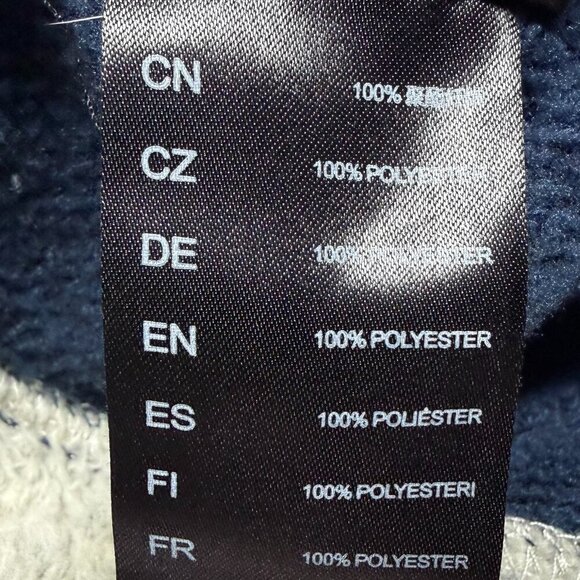 CN 100%
CZ 100% POLYESTER
DE 100% POLYESTER
EN 100% POLYESTER
ES 100% POLIÉSTER
FI 100% POLYESTERI
FR 100% POLYESTER